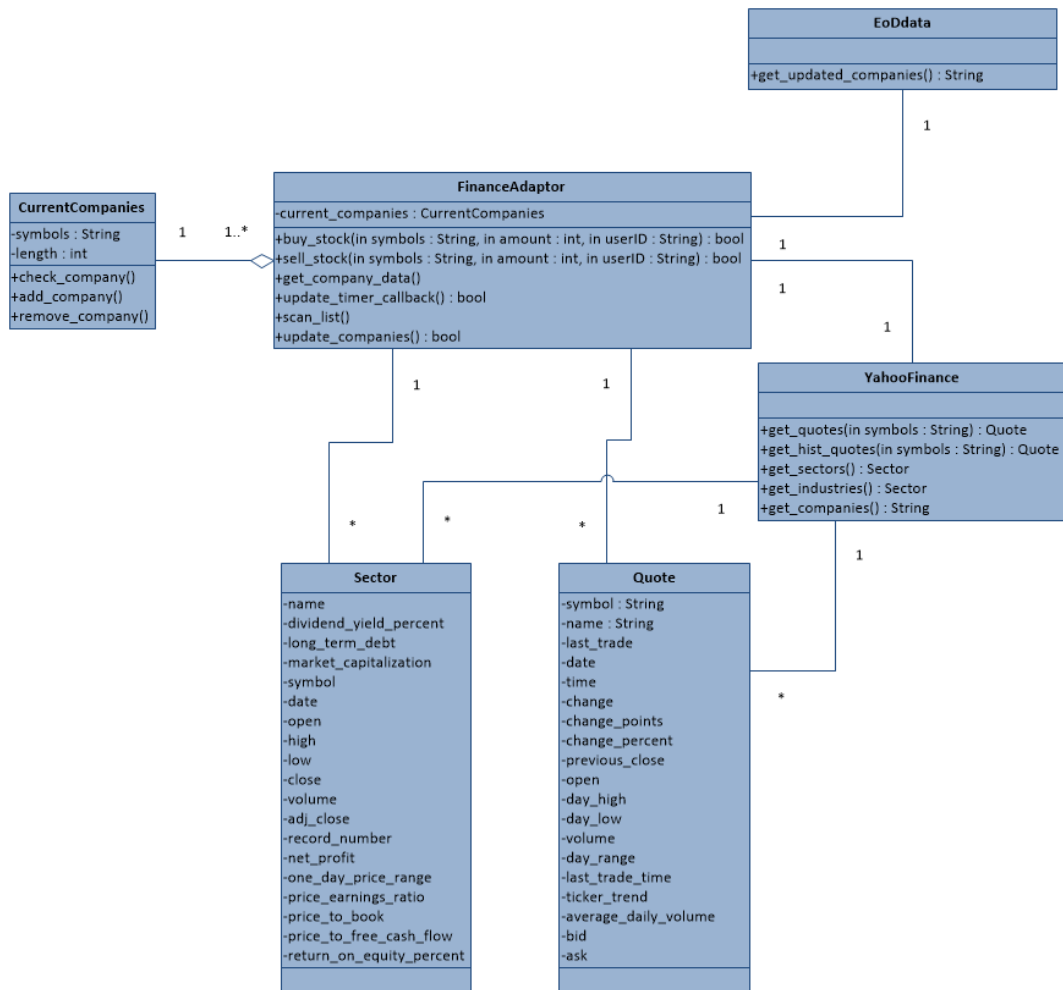 EoDdata
+get_updated_companies() : String
1
FinanceAdaptor
-current_companies : CurrentCompanies
+buy_stock(in symbols : String, in amount : int, in userID : String) : bool
+sell_stock(in symbols : String, in amount : int, in userID : String) : bool
+get_company_data()
+update_timer_callback() : bool
+scan_list()
+update_companies() : bool
CurrentCompanies
-symbols : String
-length : int
+check_company()
+add_company()
+remove_company()
1
1..*
1
1
1
1
1
YahooFinance
+get_quotes(in symbols : String) : Quote
+get_hist_quotes(in symbols : String) : Quote
+get_sectors() : Sector
+get_industries() : Sector
+get_companies() : String
1
1
*
*
*
*
Sector
-name
-dividend_yield_percent
-long_term_debt
-market_capitalization
-symbol
-date
-open
-high
-low
-close
-volume
-adj_close
-record_number
-net_profit
-one_day_price_range
-price_earnings_ratio
-price_to_book
-price_to_free_cash_flow
-return_on_equity_percent
Quote
-symbol : String
-name : String
-last_trade
-date
-time
-change
-change_points
-change_percent
-previous_close
-open
-day_high
-day_low
-volume
-day_range
-last_trade_time
-ticker_trend
-average_daily_volume
-bid
-ask